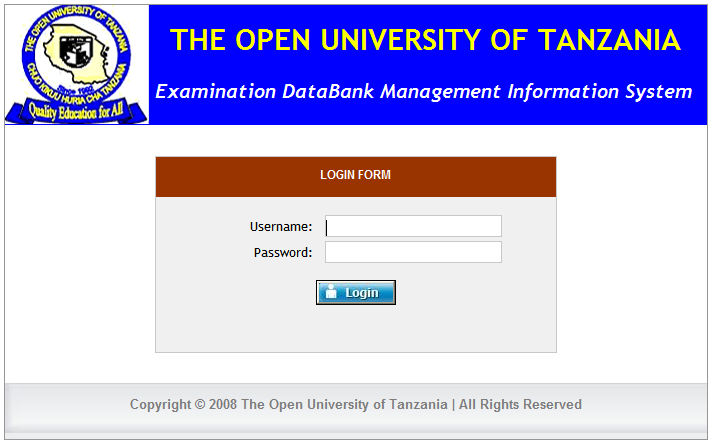 THE OPEN UNIVERSITY OF TANZANIA
CHUO KIKUU HURIA CHA TANZANIA
Since 1992
Quality Education for All
THE OPEN UNIVERSITY OF TANZANIA
Examination DataBank Management Information System
LOGIN FORM
Username:
Password:
Login
Copyright © 2008 The Open University of Tanzania | All Rights Reserved